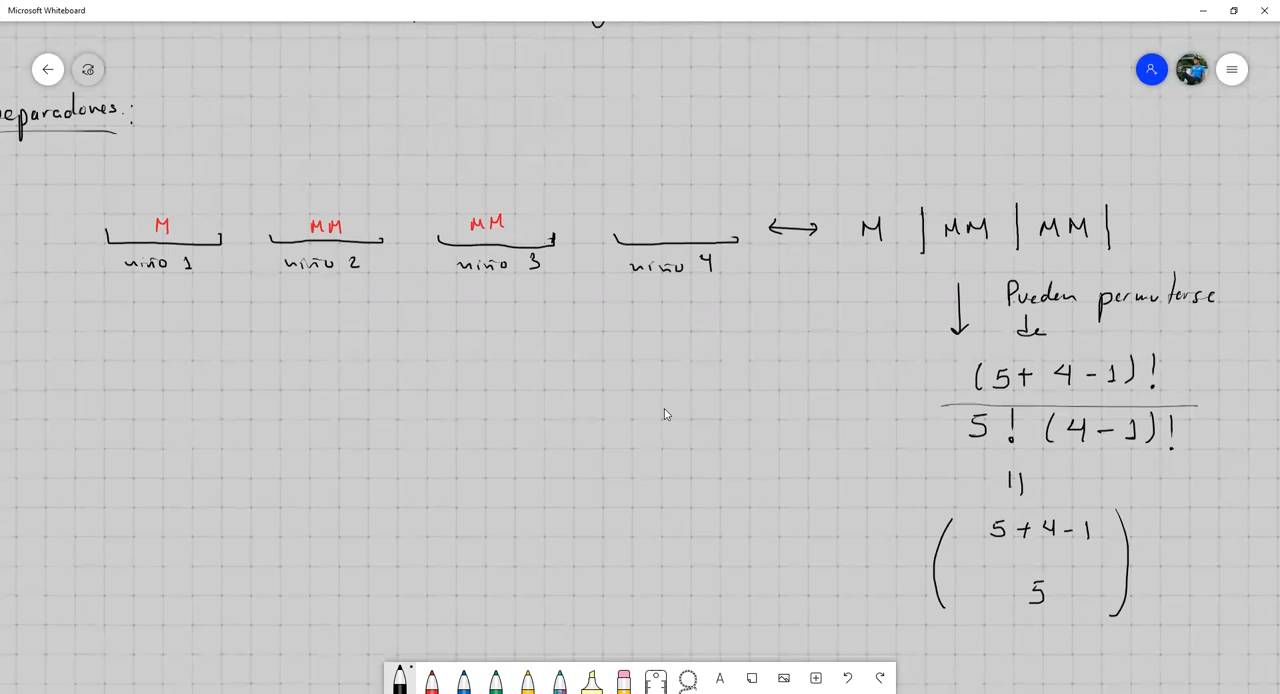 Microsoft Whiteboard
eparadores:
M MM MM
niño 1 niño 2 niño 3 niño 4
M | MM | MM |
Pueden permutarse
de
(5+ 4-1)!
5! (4-1)!
5+4-1
5
A